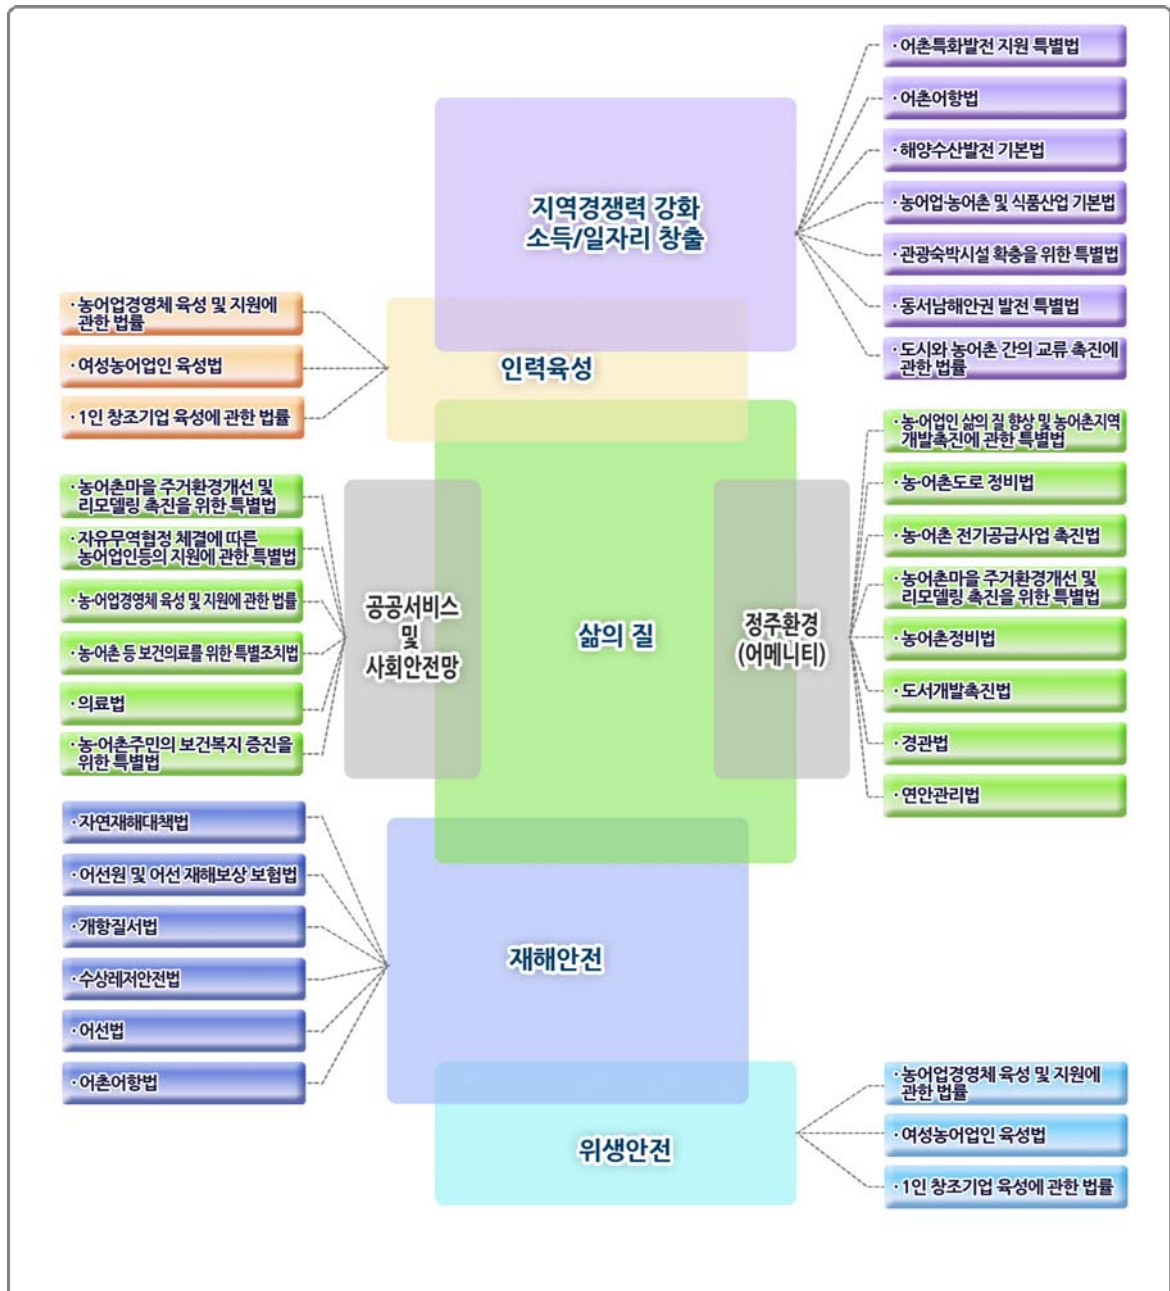 ·어촌특화발전 지원 특별법
·어촌어항법
·해양수산발전 기본법
·농어업·농어촌 및 식품산업 기본법
·관광숙박시설 확충을 위한 특별법
·동서남해안권 발전 특별법
·도시와 농어촌 간의 교류 촉진에
관한 법률
지역경쟁력 강화
소득/일자리 창출
·농어업경영체 육성 및 지원에
관한 법률
·여성농어업인 육성법
·1인 창조기업 육성에 관한 법률
인력육성
·농어촌마을 주거환경개선 및
리모델링 촉진을 위한 특별법
·자유무역협정 체결에 따른
농어업인등의 지원에 관한 특별법
·농·어업경영체 육성 및 지원에 관한 법률
·농·어촌 등 보건의료를 위한 특별조치법
·의료법
·농·어촌주민의 보건복지 증진을
위한 특별법
공공서비스
및
사회안전망
삶의 질
정주환경
(어메니티)
·농·어업인 삶의 질 향상 및 농어촌지역
개발촉진에 관한 특별법
·농·어촌도로 정비법
·농·어촌 전기공급사업 촉진법
·농어촌마을 주거환경개선 및
리모델링 촉진을 위한 특별법
·농어촌정비법
·도서개발촉진법
·경관법
·연안관리법
·자연재해대책법
·어선원 및 어선 재해보상 보험법
·개항질서법
·수상레저안전법
·어선법
·어촌어항법
재해안전
위생안전
·농어업경영체 육성 및 지원에
관한 법률
·여성농어업인 육성법
·1인 창조기업 육성에 관한 법률